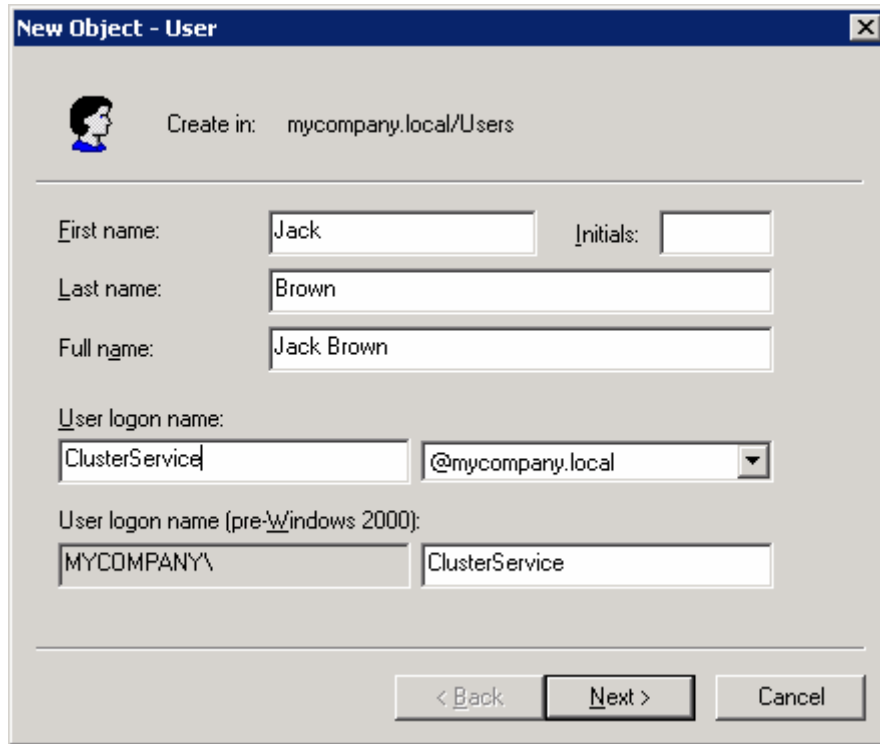 New Object - User
Create in: mycompany.local/Users
First name: Jack Initials:
Last name: Brown
Full name: Jack Brown
User logon name:
ClusterService @mycompany.local
User logon name (pre-Windows 2000):
MYCOMPANY\ ClusterService
< Back Next > Cancel